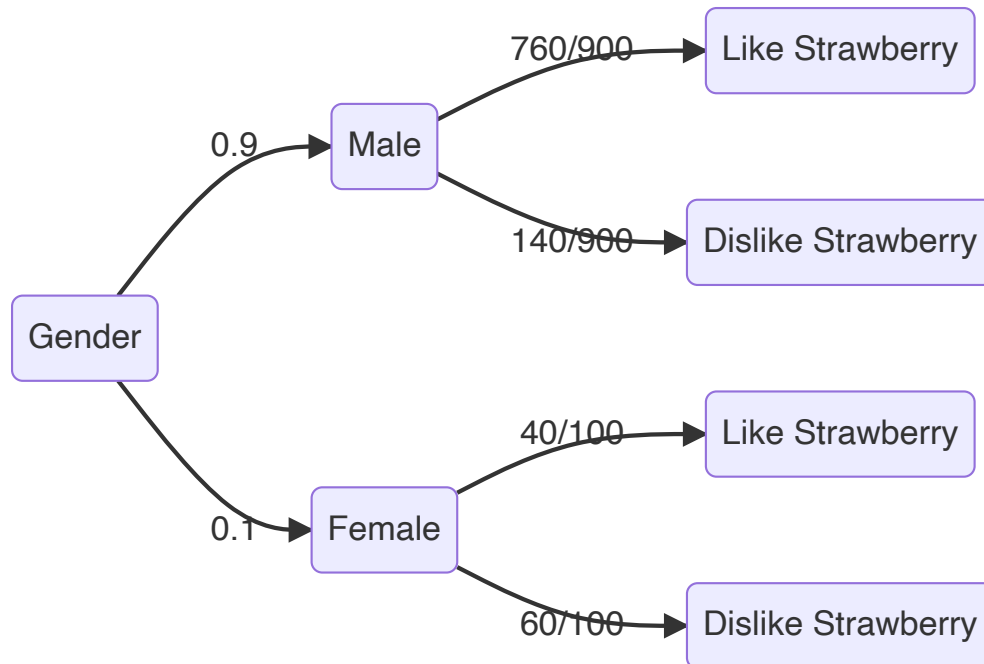 760/900
Like Strawberry
0.9
Male
140/900
Dislike Strawberry
Gender
40/100
Like Strawberry
0.1
Female
60/100
Dislike Strawberry